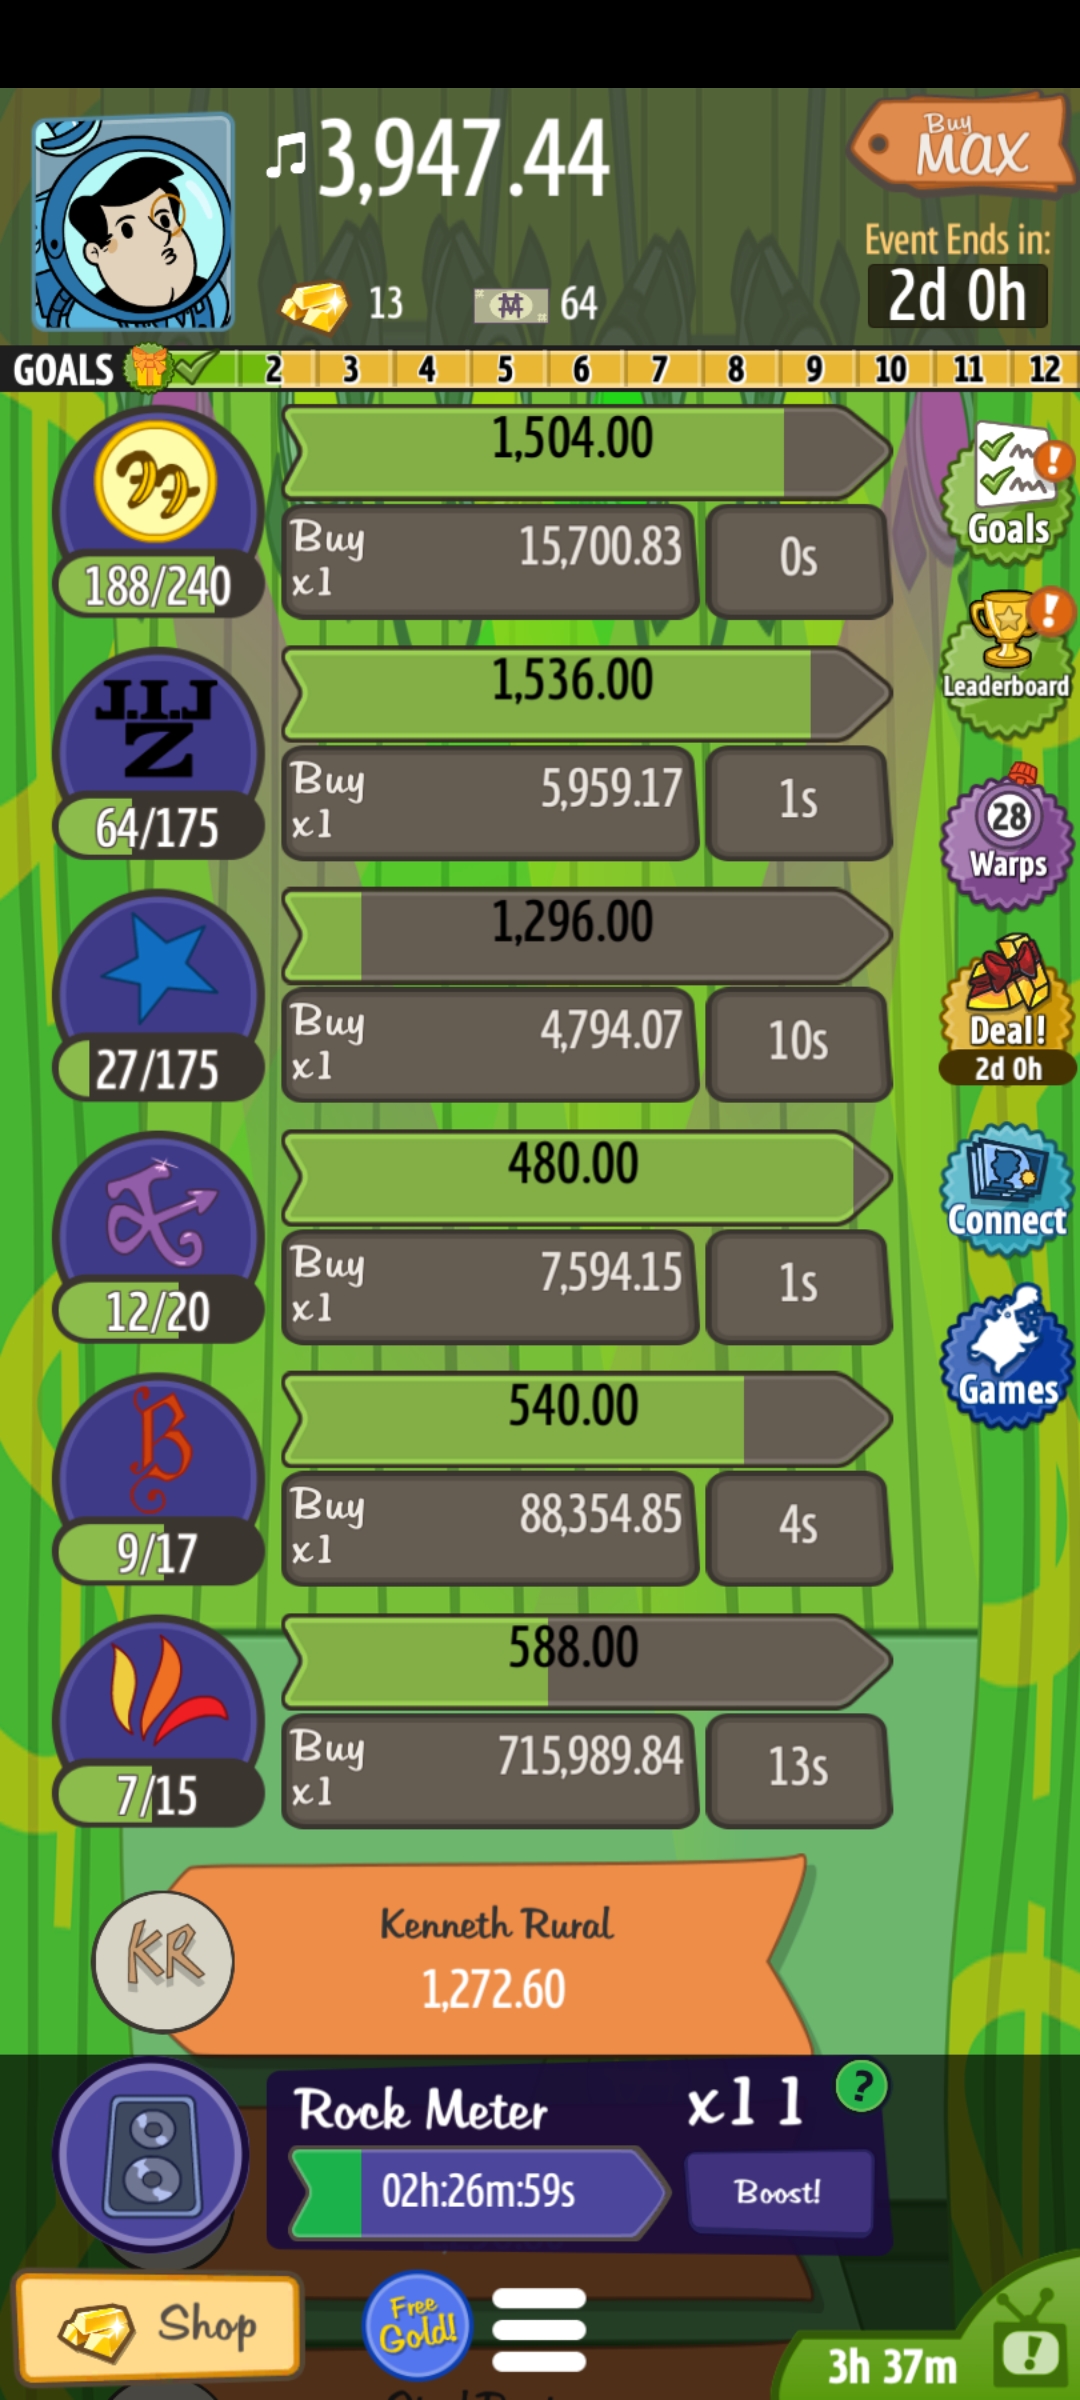 3,947.44
Buy
MAX
13
64
Event Ends in:
2d 0h
GOALS 2 3 4 5 6 7 8 9 10 11 12
1,504.00
Buy
x1
15,700.83
0s
188/240
Goals
J.I.J
Z
1,536.00
Buy
x1
5,959.17
1s
64/175
Leaderboard
28
Warps
1,296.00
Buy
x1
4,794.07
10s
27/175
Deal!
2d 0h
480.00
Buy
x1
7,594.15
1s
12/20
Connect
B
540.00
Buy
x1
88,354.85
4s
9/17
Games
588.00
Buy
x1
715,989.84
13s
7/15
KR
Kenneth Rural
1,272.60
Rock Meter
x1 1
?
02h:26m:59s
Boost!
Shop
Free
Gold!
3h 37m